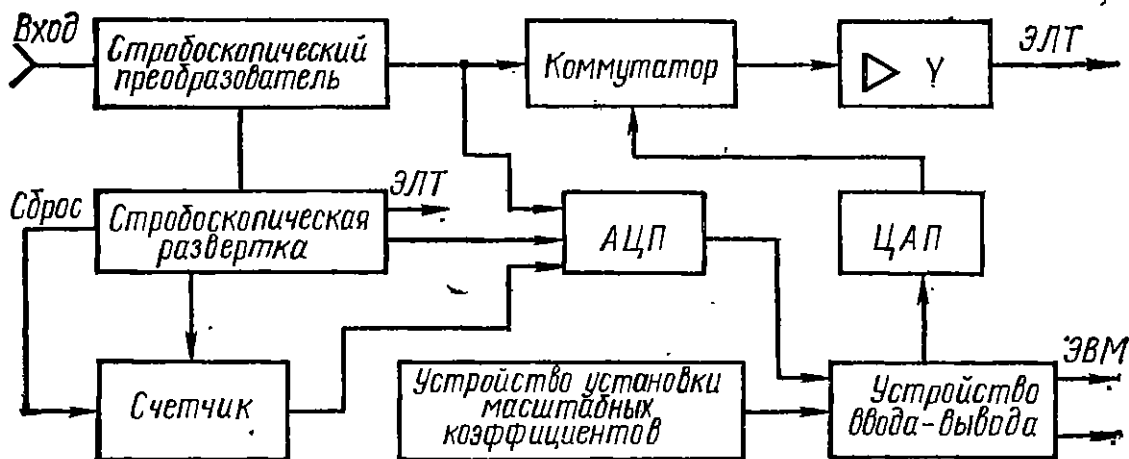 Вход
Стробоскопический
преобразователь
Коммутатор
Y
ЭЛТ
Сброс
Стробоскопическая
развертка
ЭЛТ
АЦП
ЦАП
Счетчик
Устройство установки
масштабных
коэффициентов
Устройство
ввода-вывода
ЭВМ